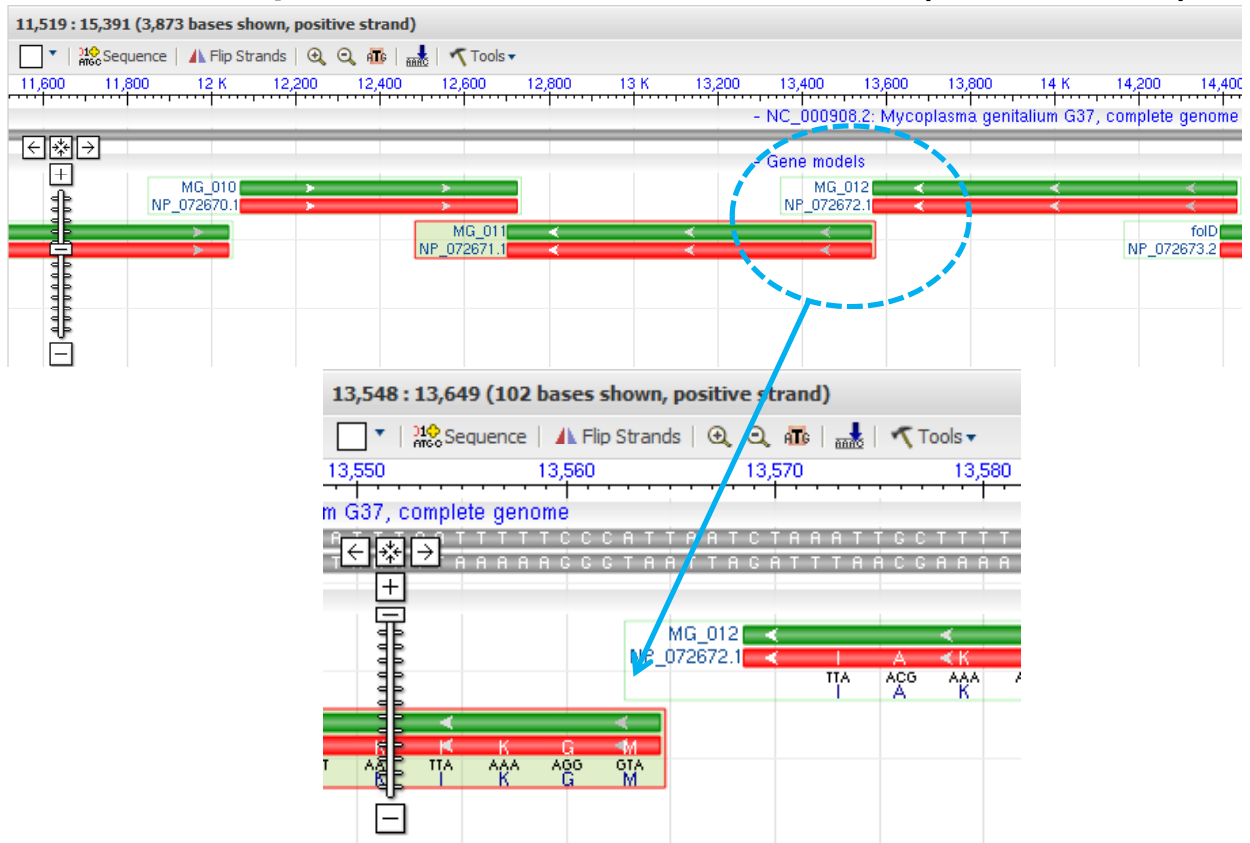 11,519 : 15,391 (3,873 bases shown, positive strand)
Sequence Flip Strands ATG Tools
11,600 11,800 12 K 12,200 12,400 12,600 12,800 13 K 13,200 13,400 13,600 13,800 14 K 14,200 14,400
- NC_000908.2: Mycoplasma genitalium G37, complete genome
- Gene models
MG_010 MG_012
NP_072670.1 NP_072672.1
MG_011 folD
NP_072671.1 NP_072673.2
13,548 : 13,649 (102 bases shown, positive strand)
Sequence Flip Strands ATG Tools
13,550 13,560 13,570 13,580
m G37, complete genome
T T T T T C C C A T T A A T C T A A A T T G C T T T T
A A A A A G G G T A A T T A G A T T T A A C G A A A A
MG_012
NP_072672.1 I A K
TTA ACG AAA
I A K
K I K G M
TTA AAA AGG GTA
K I K G M